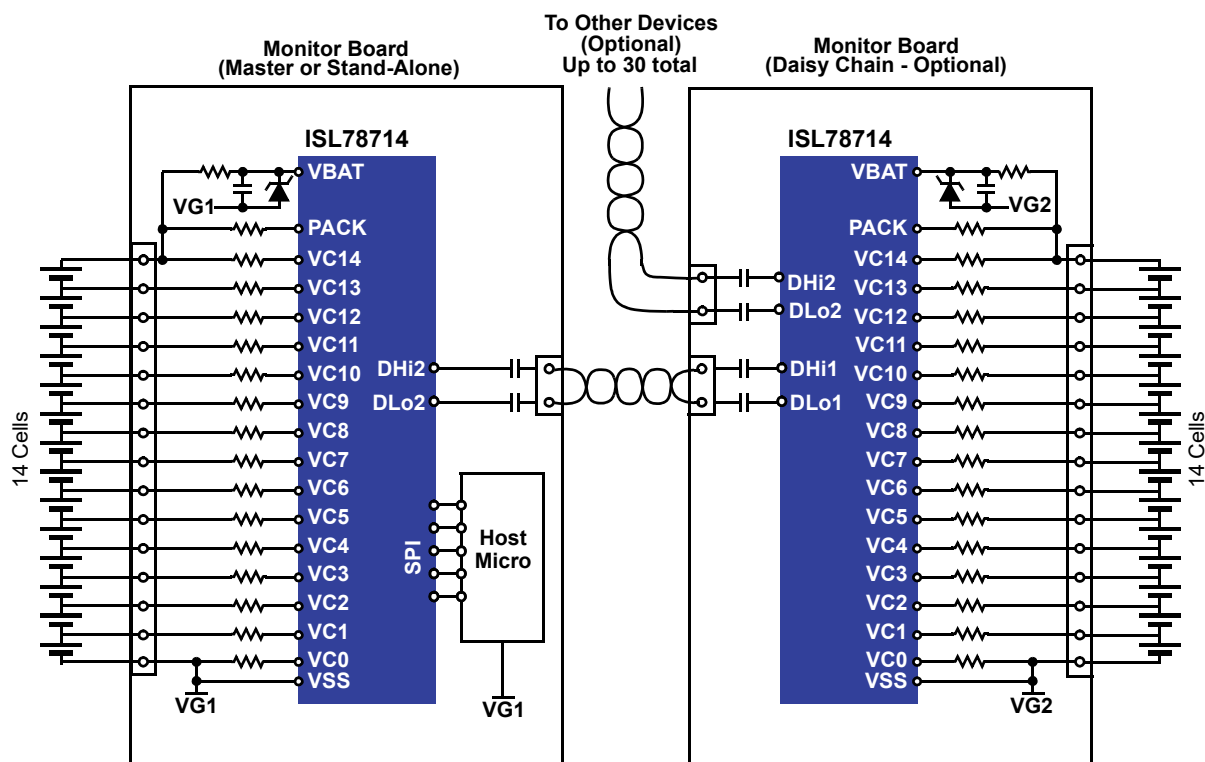 To Other Devices
(Optional)
Up to 30 total
Monitor Board
(Master or Stand-Alone)
Monitor Board
(Daisy Chain - Optional)
ISL78714
VBAT
VG1
PACK
VC14
VC13
VC12
VC11
VC10
VC9
VC8
VC7
VC6
VC5
VC4
VC3
VC2
VC1
VC0
VSS
VG1
14 Cells
DHi2
DLo2
SPI
Host
Micro
VG1
ISL78714
VBAT
VG2
PACK
VC14
DHi2
VC13
DLo2
VC12
VC11
DHi1
VC10
DLo1
VC9
VC8
VC7
VC6
VC5
VC4
VC3
VC2
VC1
VC0
VSS
VG2
14 Cells